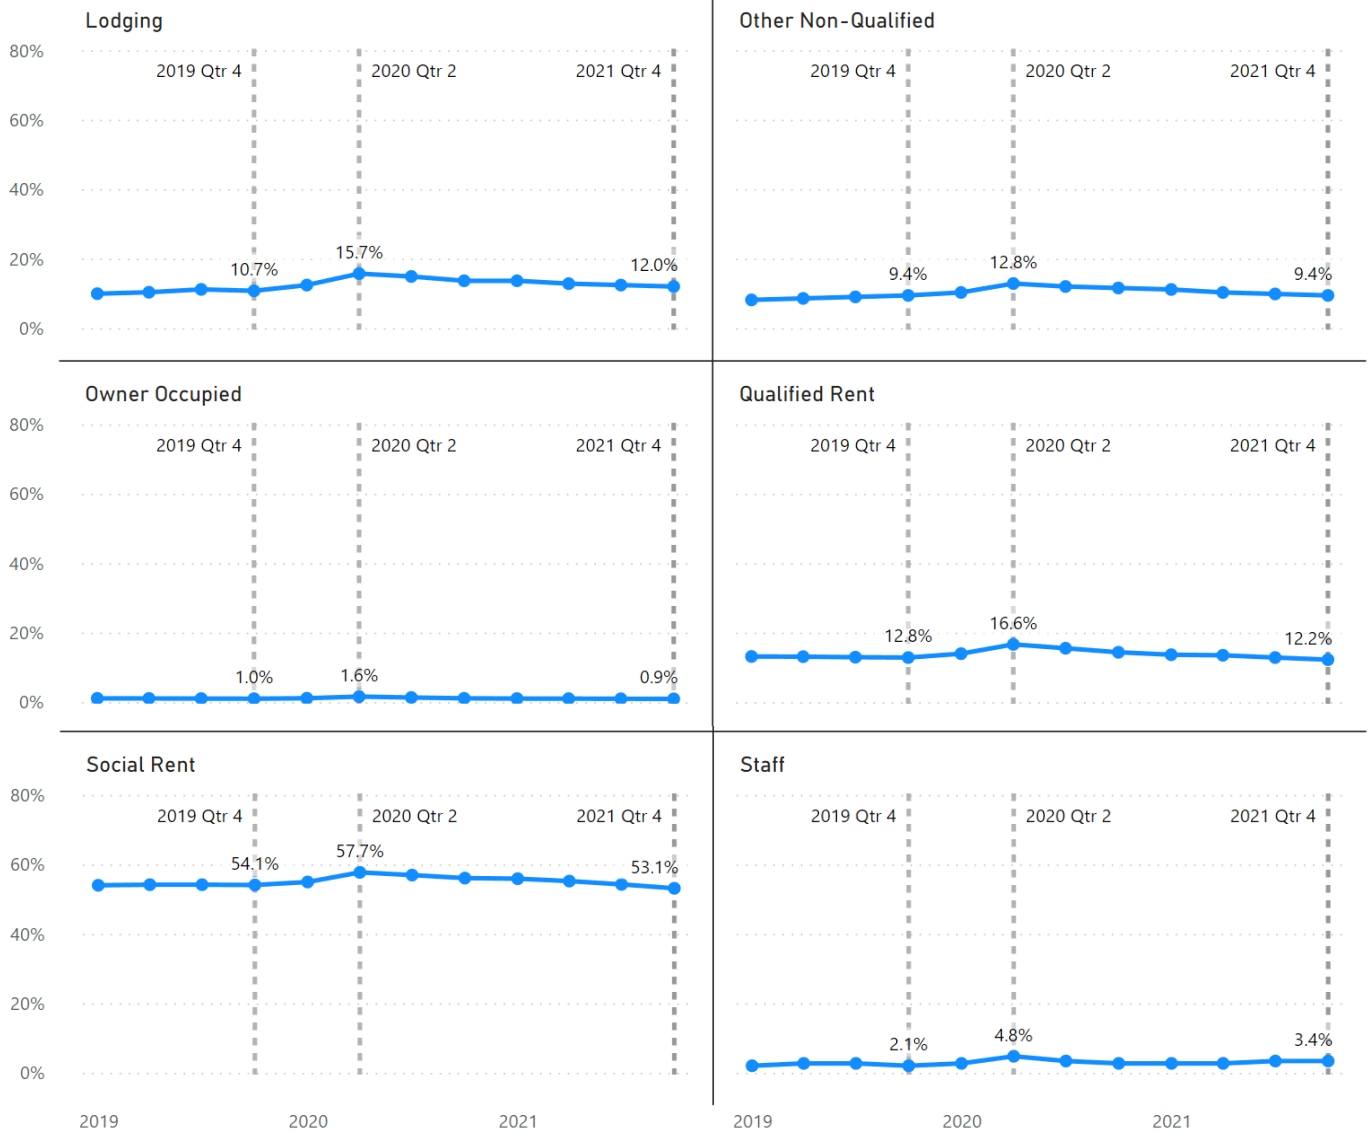 Lodging
80%
2019 Qtr 4
2020 Qtr 2
2021 Qtr 4
60%
40%
20%
10.7%
15.7%
12.0%
0%
Other Non-Qualified
2019 Qtr 4
2020 Qtr 2
2021 Qtr 4
9.4%
12.8%
9.4%
Owner Occupied
80%
2019 Qtr 4
2020 Qtr 2
2021 Qtr 4
60%
40%
20%
1.0%
1.6%
0.9%
0%
Qualified Rent
2019 Qtr 4
2020 Qtr 2
2021 Qtr 4
12.8%
16.6%
12.2%
Social Rent
80%
2019 Qtr 4
2020 Qtr 2
2021 Qtr 4
60%
54.1%
57.7%
53.1%
40%
20%
0%
2019
2020
2021
Staff
2019 Qtr 4
2020 Qtr 2
2021 Qtr 4
2.1%
4.8%
3.4%
2019
2020
2021